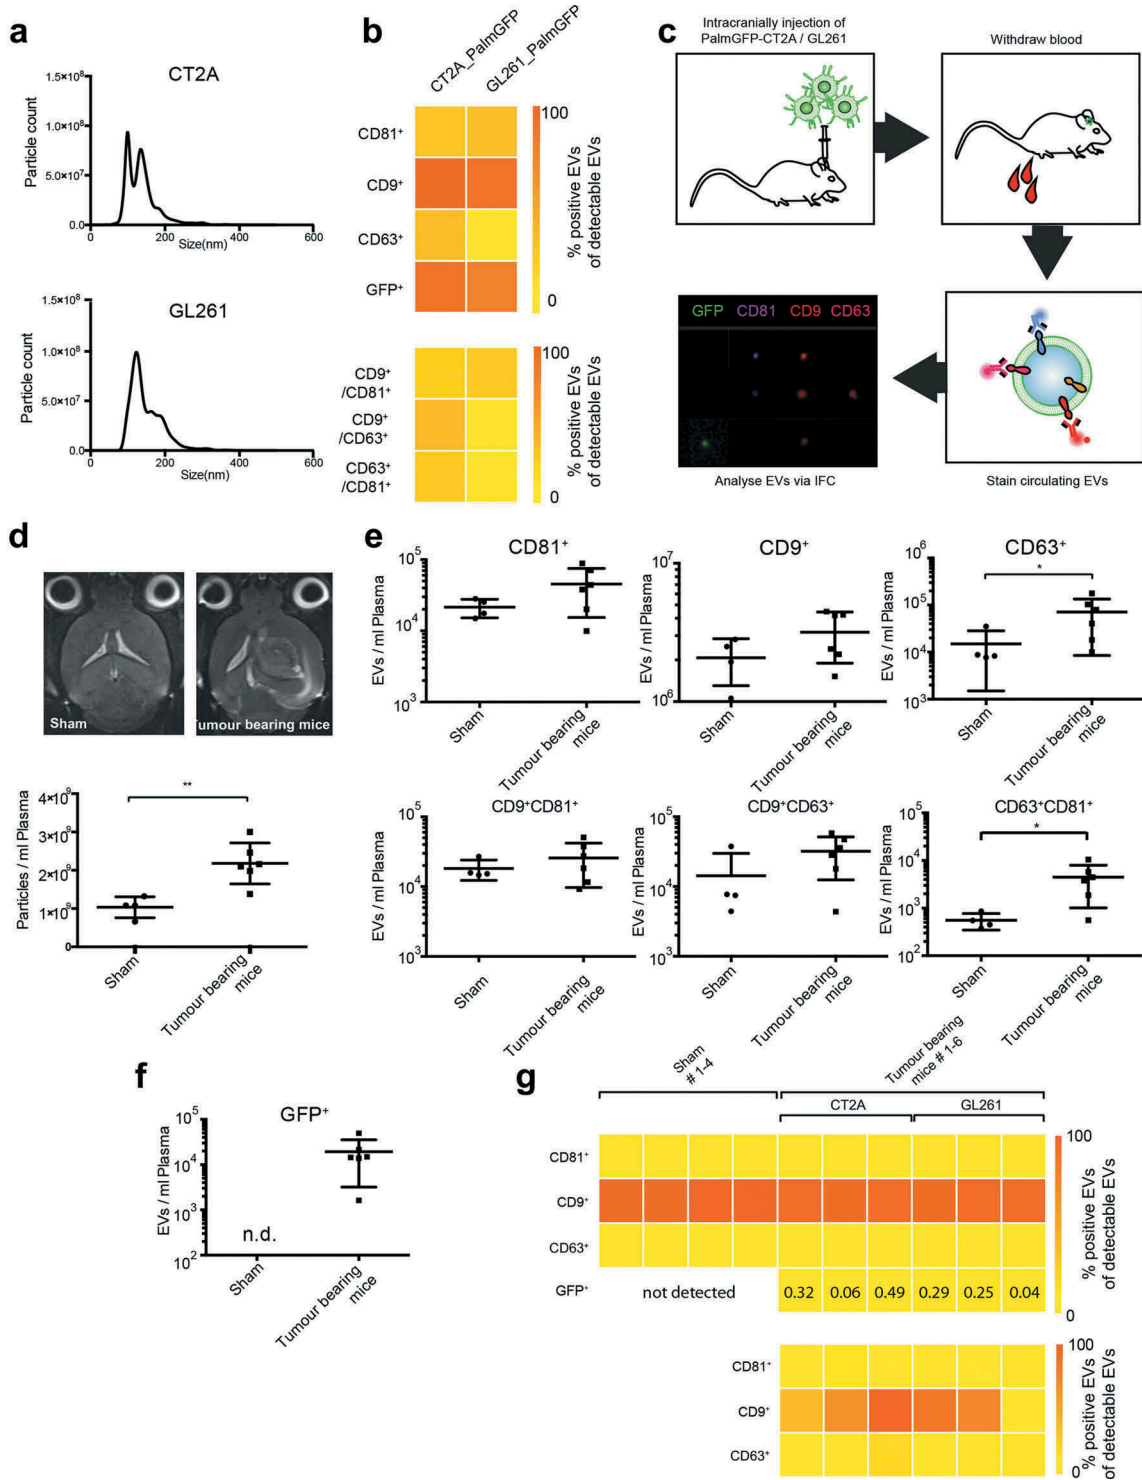 a
CT2A
Particle count
1.5×10⁸
1.0×10⁸
5.0×10⁷
0.0
0 200 400 600
Size(nm)
GL261
Particle count
1.5×10⁸
1.0×10⁸
5.0×10⁷
0.0
0 200 400 600
Size(nm)
b
CT2A_PalmGFP
GL261_PalmGFP
CD81⁺
CD9⁺
CD63⁺
GFP⁺
100
0
% positive EVs
of detectable EVs
CD9⁺
/CD81⁺
CD9⁺
/CD63⁺
CD63⁺
/CD81⁺
100
0
% positive EVs
of detectable EVs
c
Intracranially injection of
PalmGFP-CT2A / GL261
Withdraw blood
GFP CD81 CD9 CD63
Analyse EVs via IFC
Stain circulating EVs
d
Sham
Tumour bearing mice
Particles / ml Plasma
4×10⁹
3×10⁹
2×10⁹
1×10⁹
0
**
Sham
Tumour bearing
mice
e
CD81⁺
EVs / ml Plasma
10⁵
10⁴
10³
Sham
Tumour bearing
mice
CD9⁺
EVs / ml Plasma
10⁷
10⁶
Sham
Tumour bearing
mice
CD63⁺
EVs / ml Plasma
10⁶
10⁵
10⁴
10³
*
Sham
Tumour bearing
mice
CD9⁺CD81⁺
EVs / ml Plasma
10⁵
10⁴
10³
Sham
Tumour bearing
mice
CD9⁺CD63⁺
EVs / ml Plasma
10⁵
10⁴
10³
Sham
Tumour bearing
mice
CD63⁺CD81⁺
EVs / ml Plasma
10⁵
10⁴
10³
10²
*
Sham
Tumour bearing
mice
f
GFP⁺
EVs / ml Plasma
10⁵
10⁴
10³
10²
n.d.
Sham
Tumour bearing
mice
g
Sham
# 1-4
Tumour bearing
mice # 1-6
CT2A GL261
CD81⁺
CD9⁺
CD63⁺
GFP⁺ not detected 0.32 0.06 0.49 0.29 0.25 0.04
100
0
% positive EVs
of detectable EVs
CD81⁺
CD9⁺
CD63⁺
100
0
% positive EVs
of detectable EVs